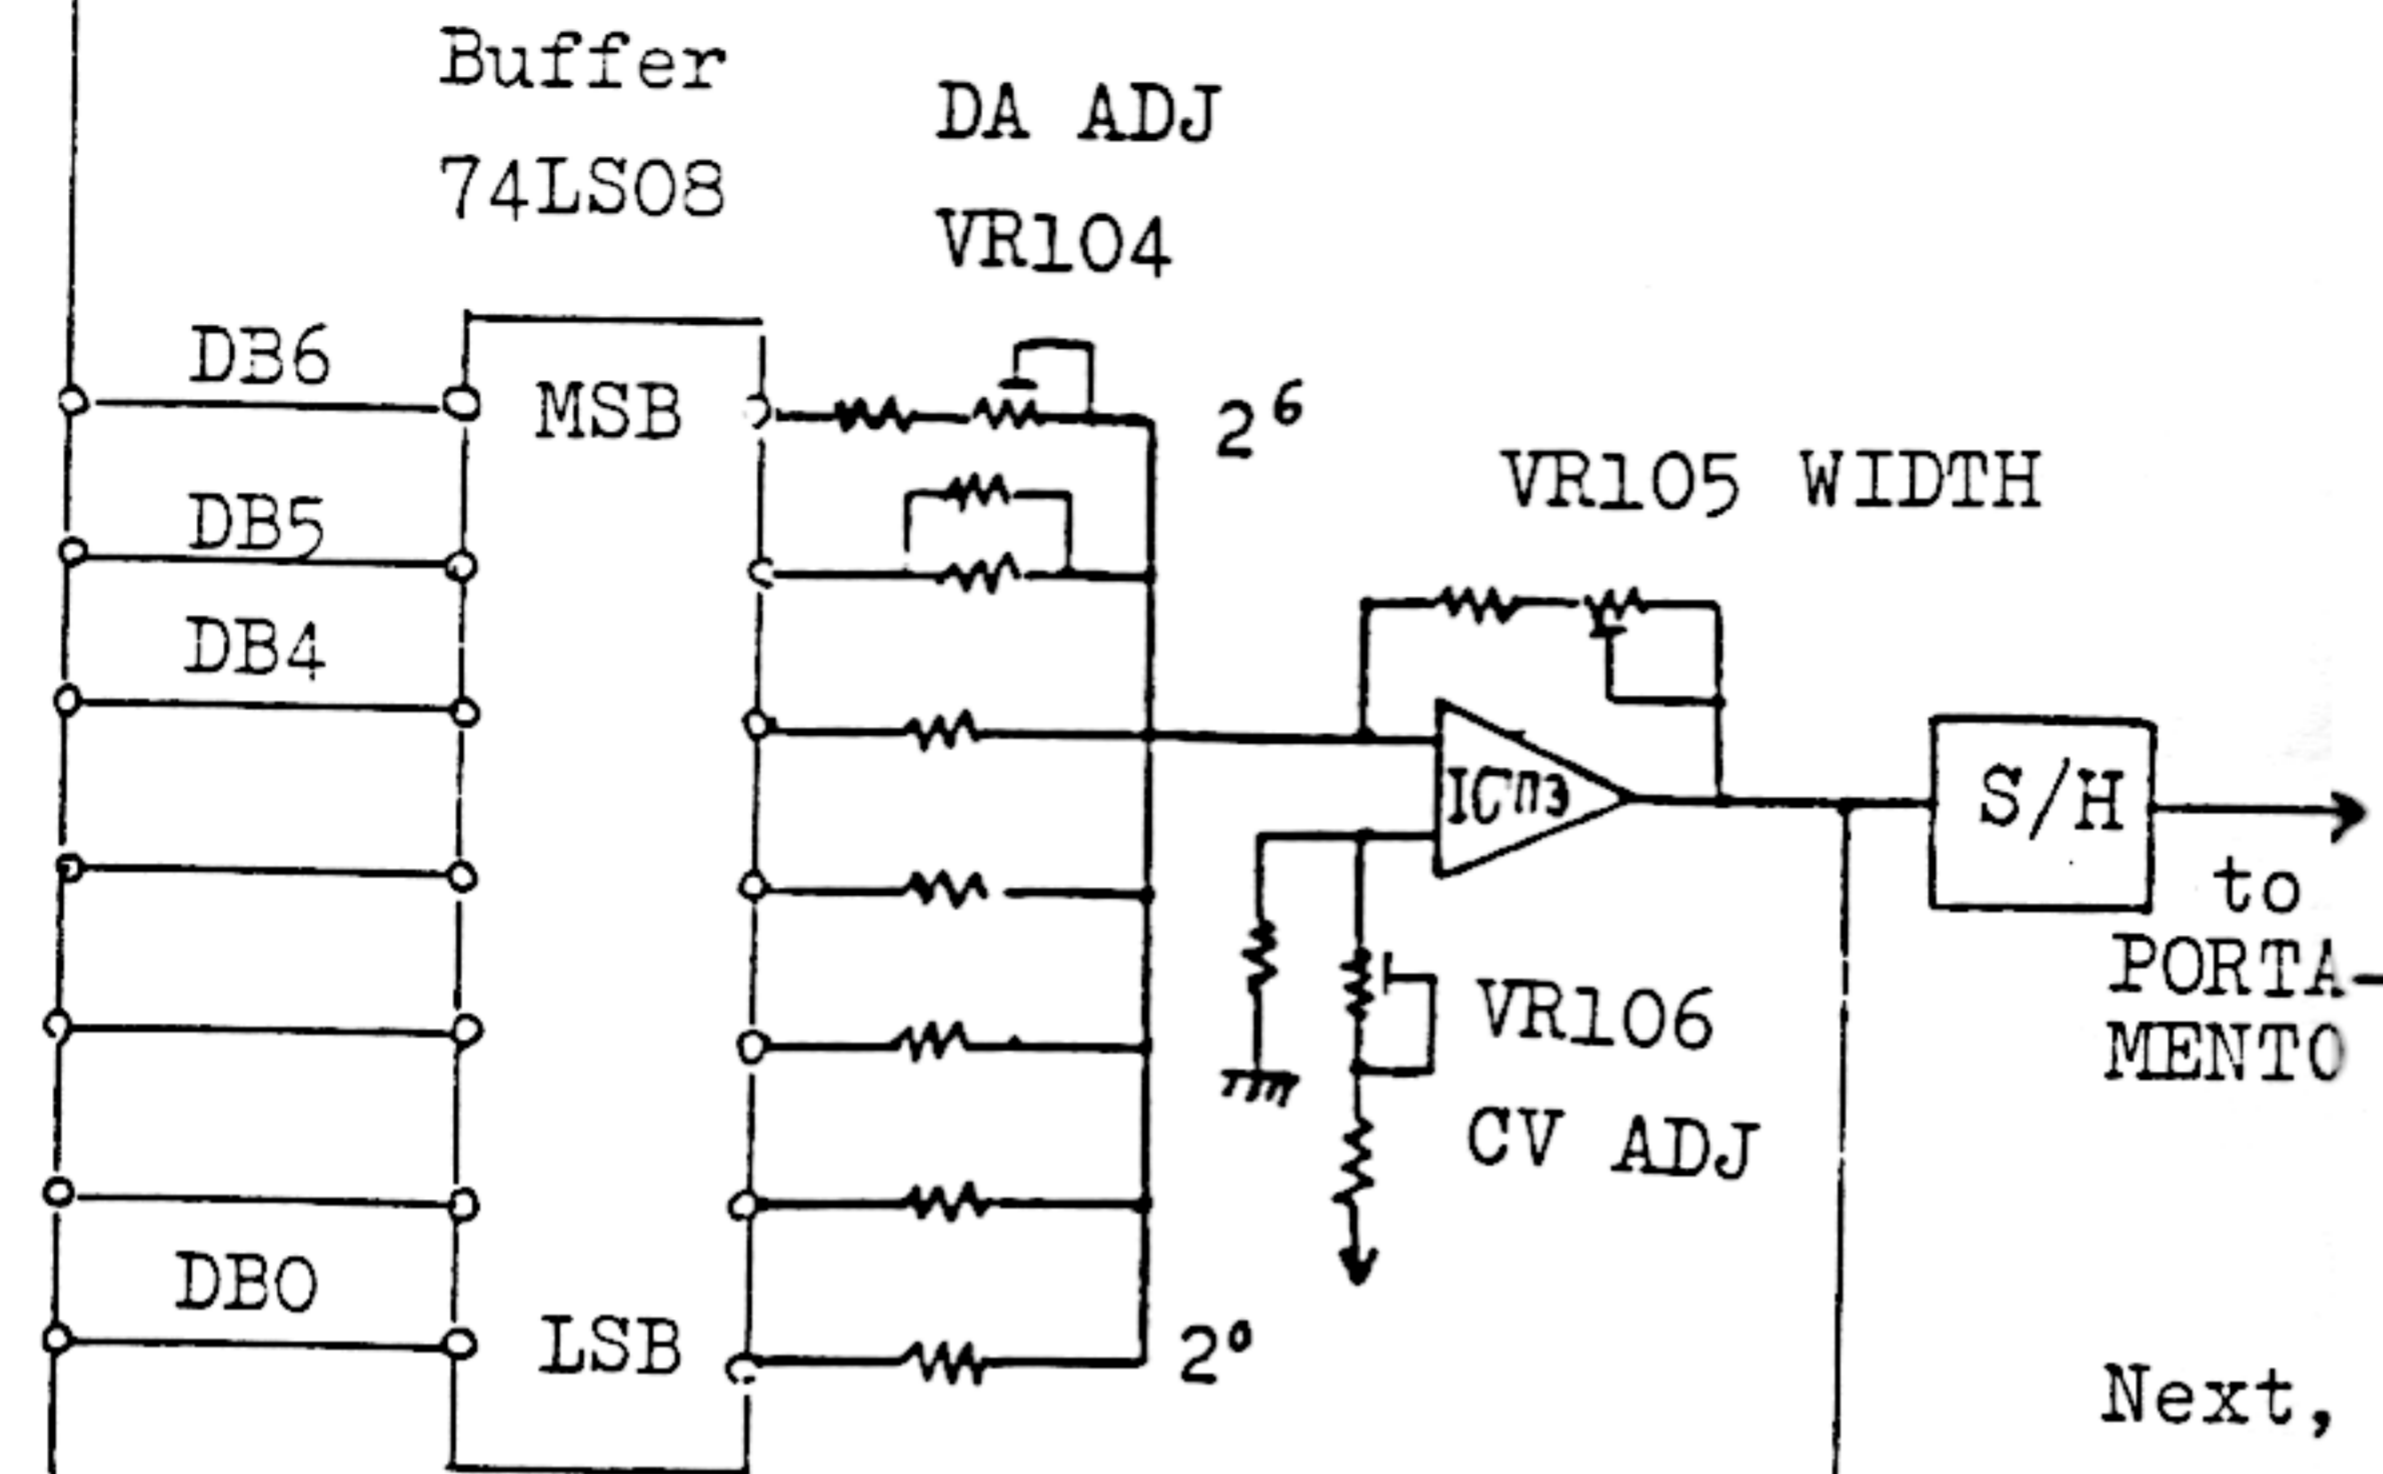 Buffer
74LS08
DA ADJ
VR104
DB6
MSB
2⁶
DB5
VR105 WIDTH
DB4
S/H
to
PORTA-
MENTO
VR106
CV ADJ
DB0
LSB
2⁰
Next,